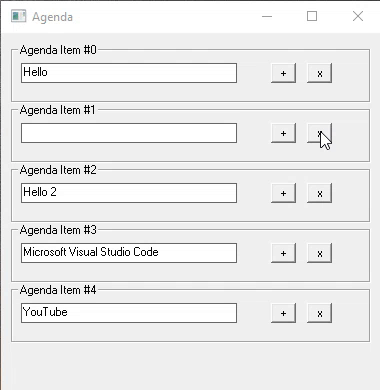 Agenda
Agenda Item #0
Hello + x
Agenda Item #1
+ x
Agenda Item #2
Hello 2 + x
Agenda Item #3
Microsoft Visual Studio Code + x
Agenda Item #4
YouTube + x